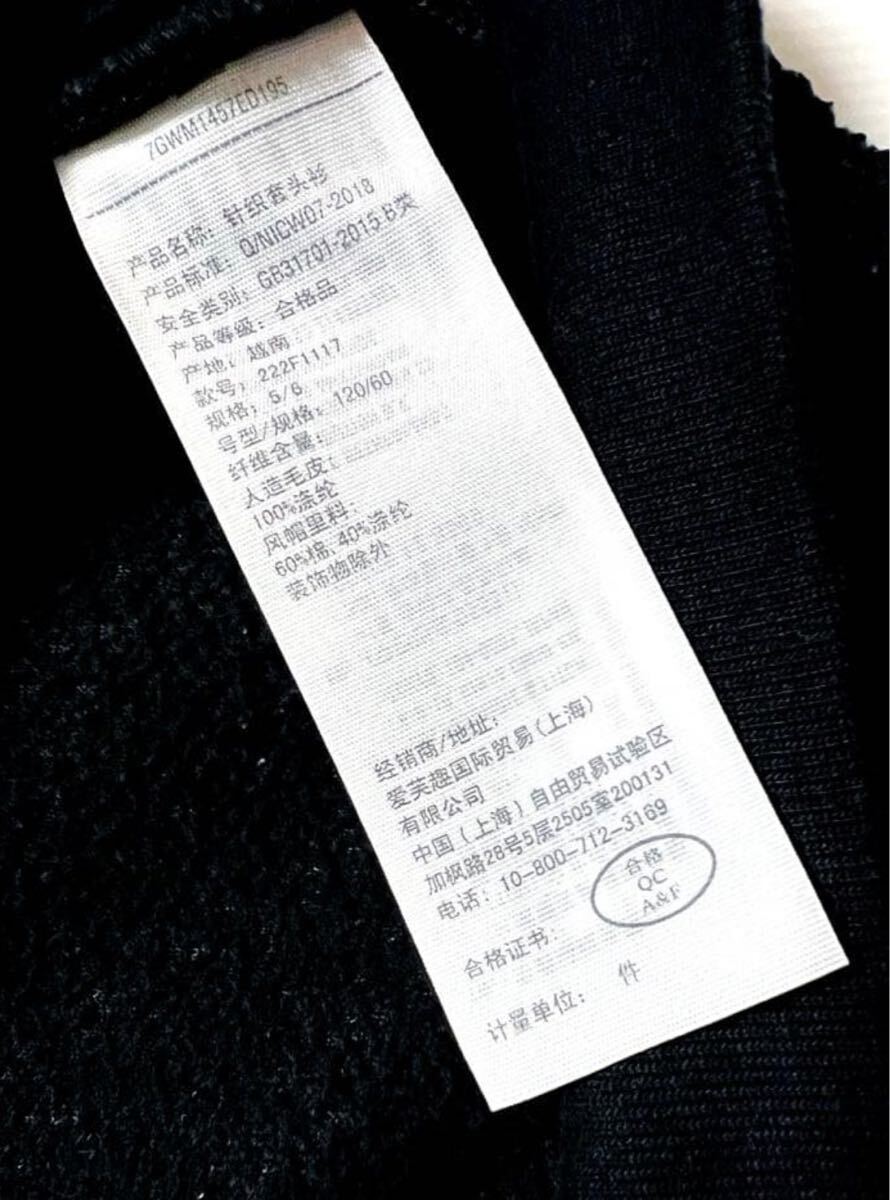 7GWM1457ED195
产品名称: 针织套头衫
产品标准: Q/NICW07-2018
安全类别: GB31701-2015 B类
产品等级: 合格品
产地: 越南
款号: 222F1117
规格: 5/6
号型/规格: 120/60
纤维含量:
人造毛皮:
100%涤纶
风帽里料:
60%棉, 40%涤纶
装饰物除外
经销商/地址:
爱芙趣国际贸易(上海)
有限公司
中国(上海)自由贸易试验区
加枫路28号5层2505室200131
电话: 10-800-712-3169
合格证书:
合格
QC
A&F
计量单位: 件